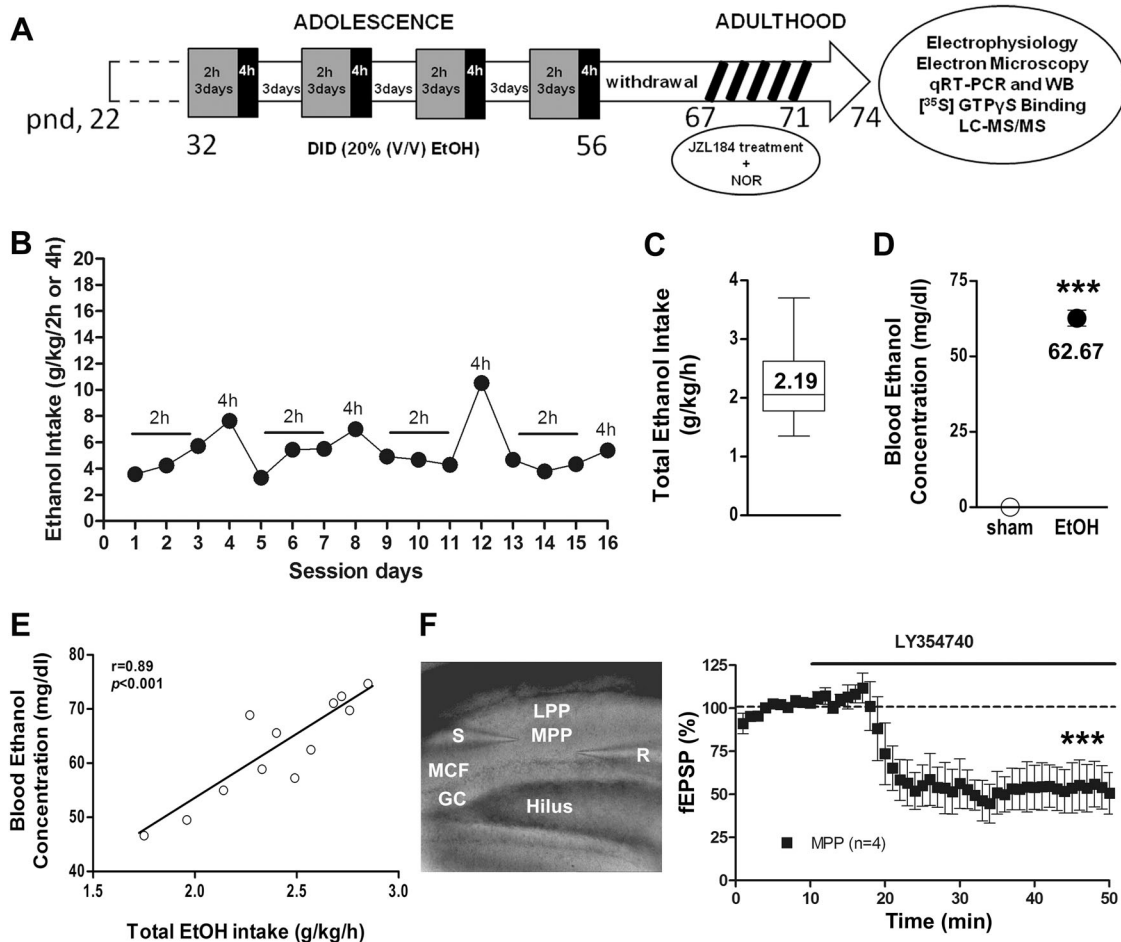 A
ADOLESCENCE
ADULTHOOD
2h
3days
4h
3days
2h
3days
4h
3days
2h
3days
4h
3days
2h
3days
4h
withdrawal
pnd, 22
32
DID (20% (V/V) EtOH)
56
67
71
74
JZL184 treatment
+
NOR
Electrophysiology
Electron Microscopy
qRT-PCR and WB
[³⁵S] GTPγS Binding
LC-MS/MS
B
Ethanol Intake (g/kg/2h or 4h)
20
18
16
14
12
10
8
6
4
2
0
2h
4h
2h
4h
2h
4h
2h
4h
0 1 2 3 4 5 6 7 8 9 10 11 12 13 14 15 16
Session days
C
Total Ethanol Intake
(g/kg/h)
4
3
2
1
0
2.19
D
Blood Ethanol
Concentration (mg/dl)
75
50
25
0
***
62.67
sham EtOH
E
Blood Ethanol
Concentration (mg/dl)
80
70
60
50
40
r=0.89
p<0.001
1.5 2.0 2.5 3.0
Total EtOH intake (g/kg/h)
F
LPP
S
MPP
R
MCF
GC
Hilus
LY354740
fEPSP (%)
125
100
75
50
25
0
***
MPP (n=4)
0 10 20 30 40 50
Time (min)